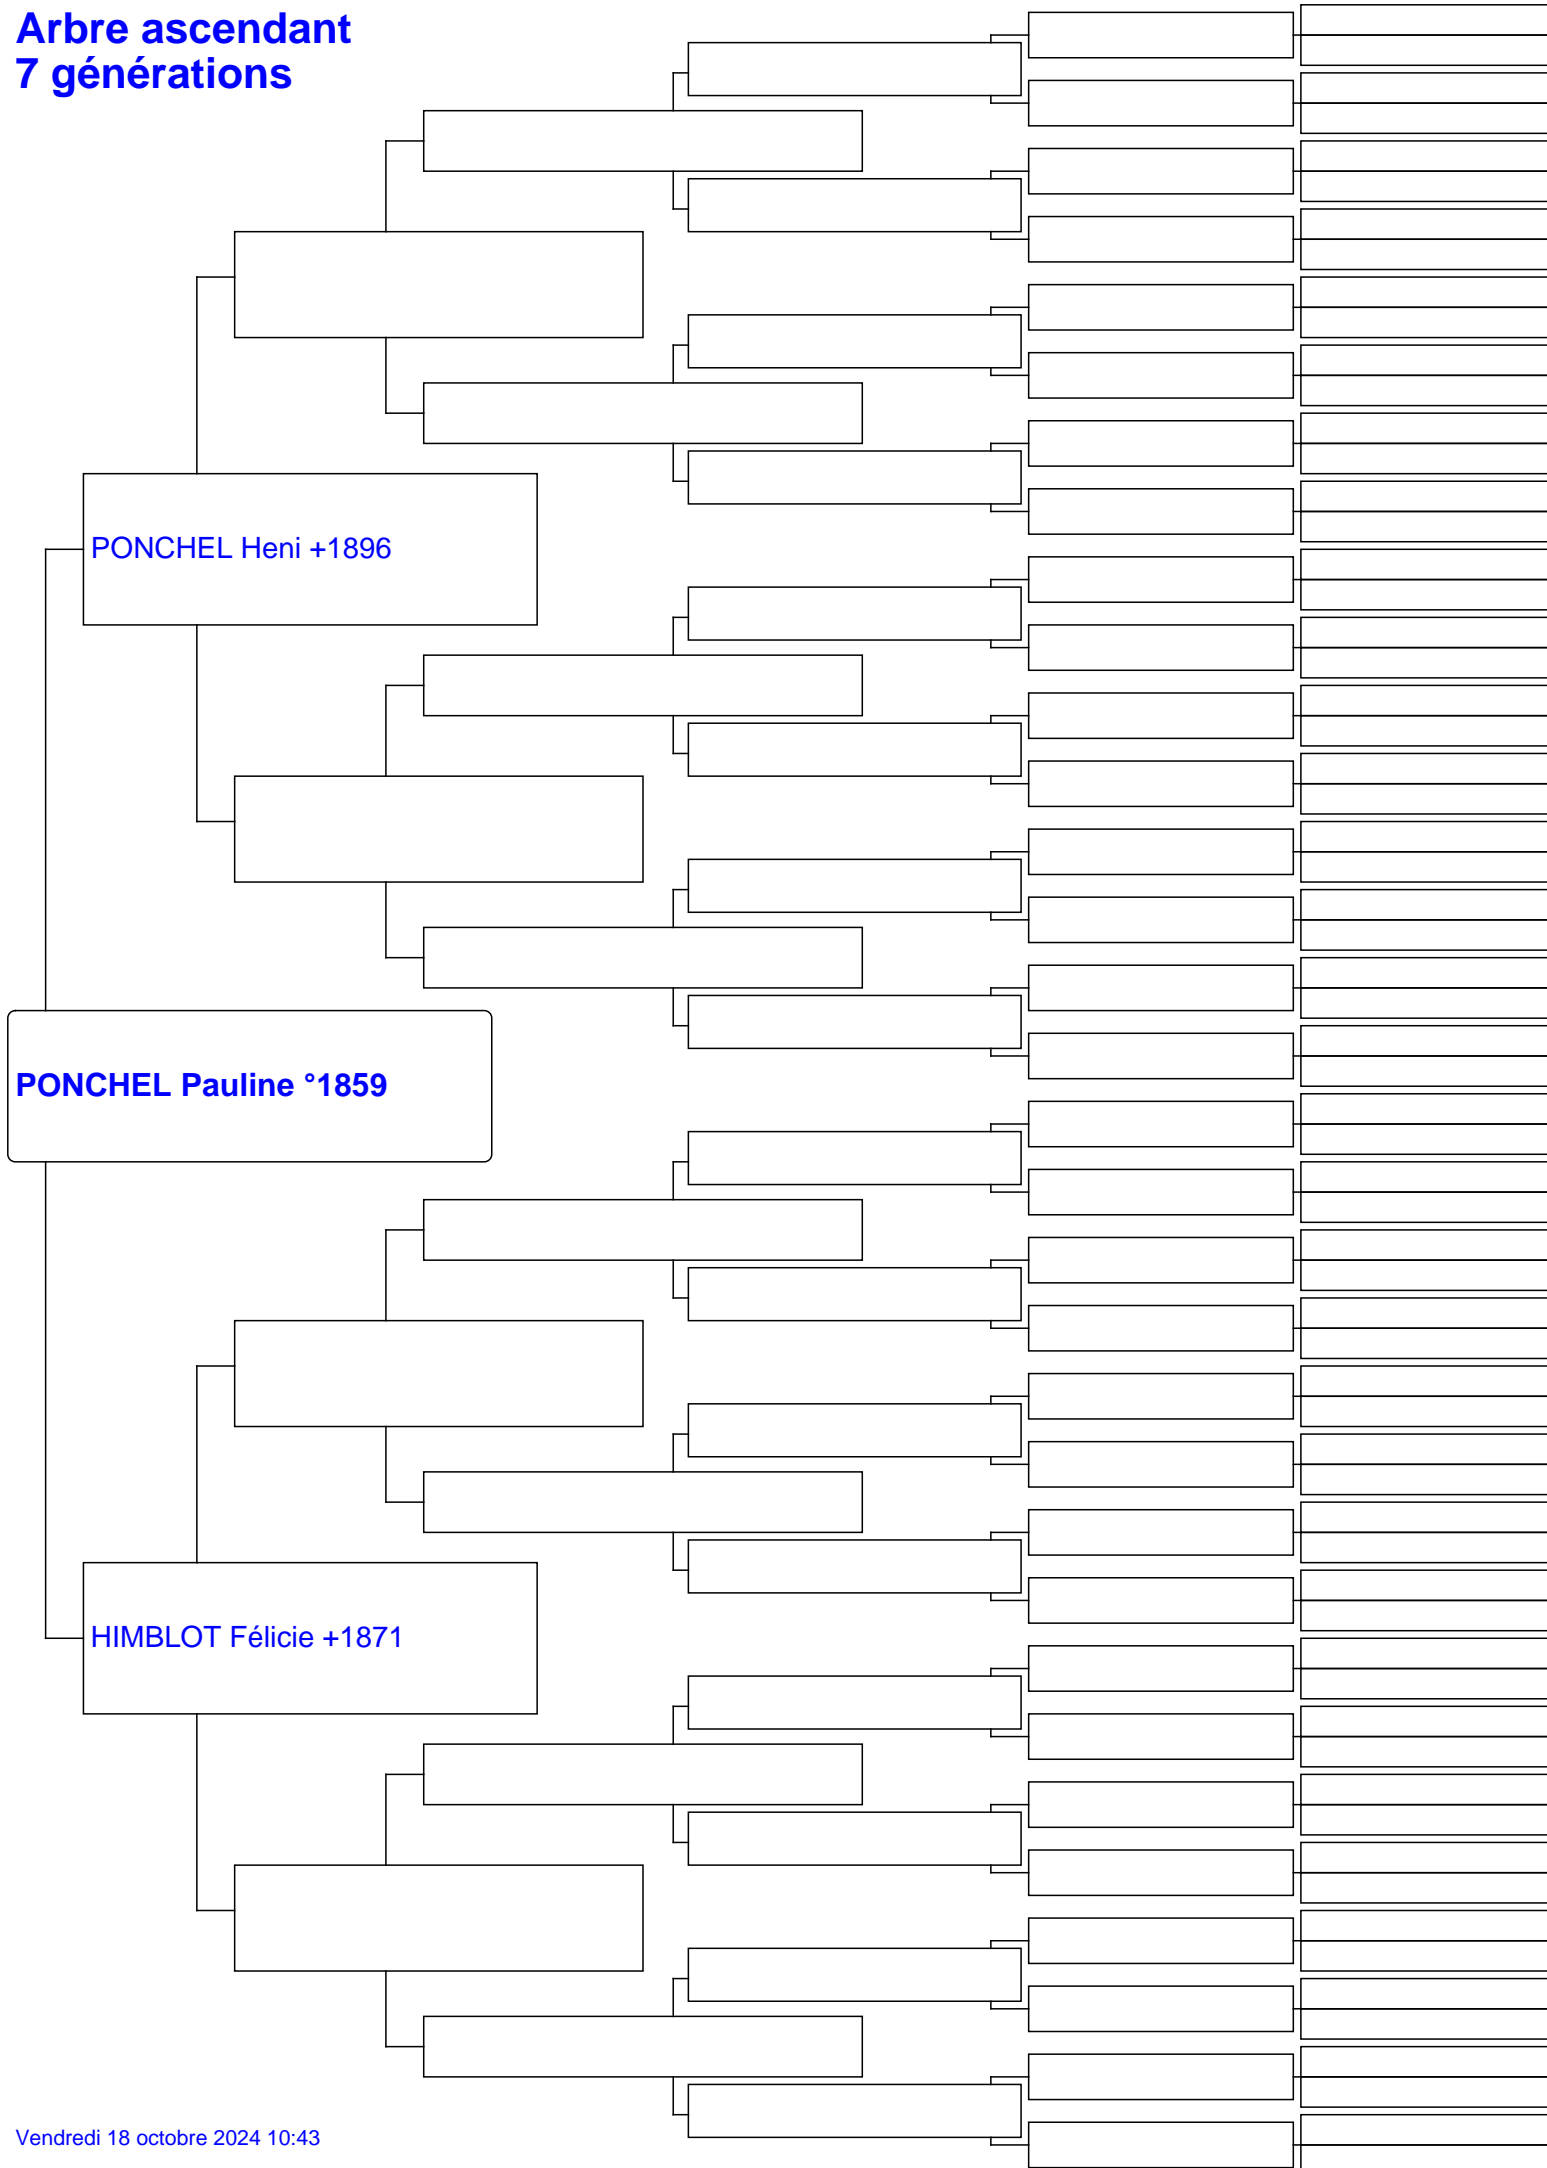 Arbre ascendant
7 générations
PONCHEL Heni +1896
PONCHEL Pauline °1859
HIMBLOT Félicie +1871
Vendredi 18 octobre 2024 10:43